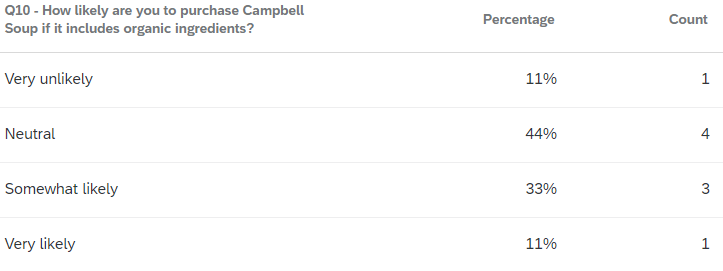 Q10 - How likely are you to purchase Campbell
Soup if it includes organic ingredients?
Percentage Count
Very unlikely 11% 1
Neutral 44% 4
Somewhat likely 33% 3
Very likely 11% 1